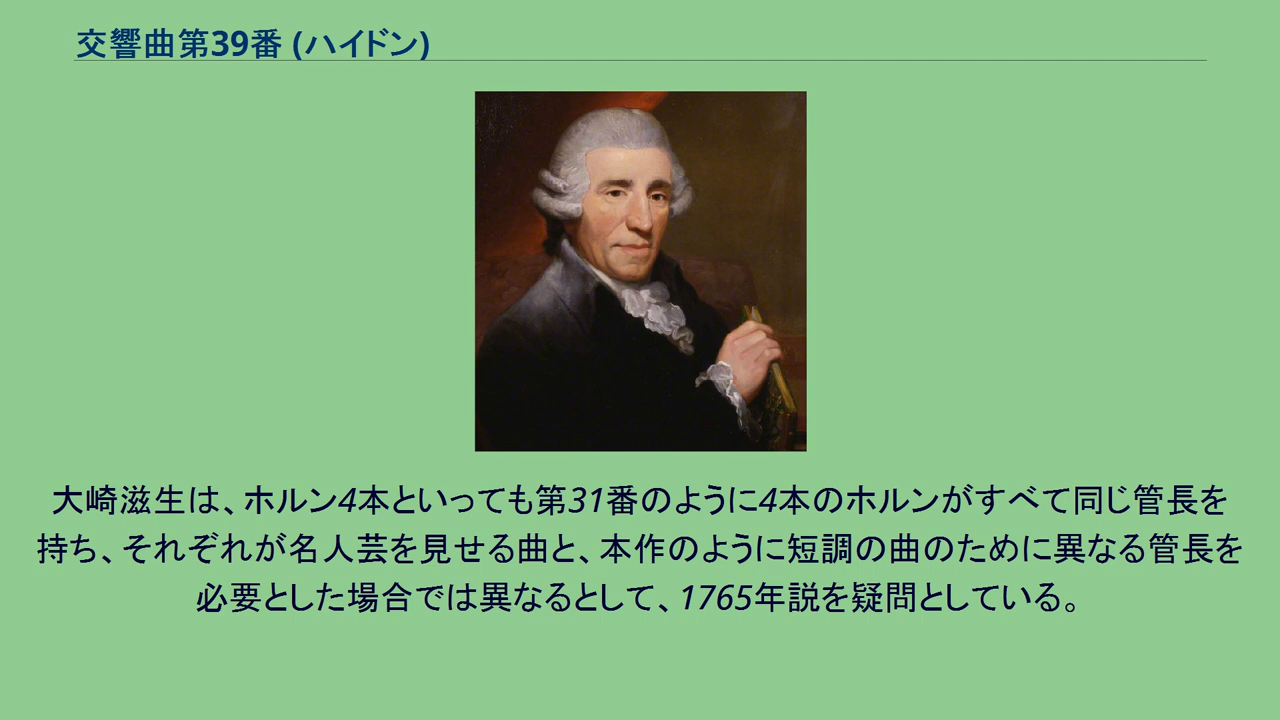 交響曲第39番 (ハイドン)
大崎滋生は、ホルン4本といっても第31番のように4本のホルンがすべて同じ管長を
持ち、それぞれが名人芸を見せる曲と、本作のように短調の曲のために異なる管長を
必要とした場合では異なるとして、1765年説を疑問としている。